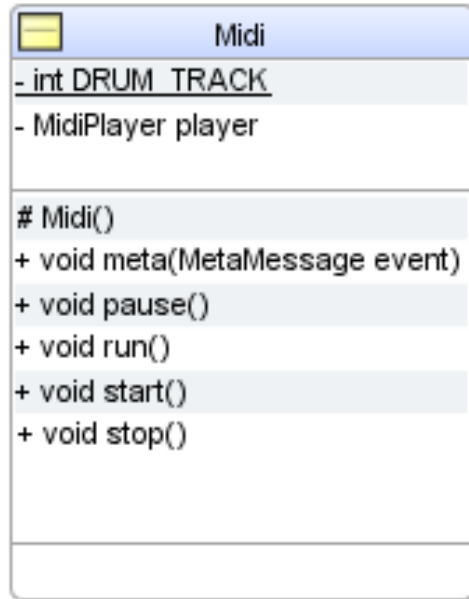 Midi
- int DRUM_TRACK
- MidiPlayer player
# Midi()
+ void meta(MetaMessage event)
+ void pause()
+ void run()
+ void start()
+ void stop()